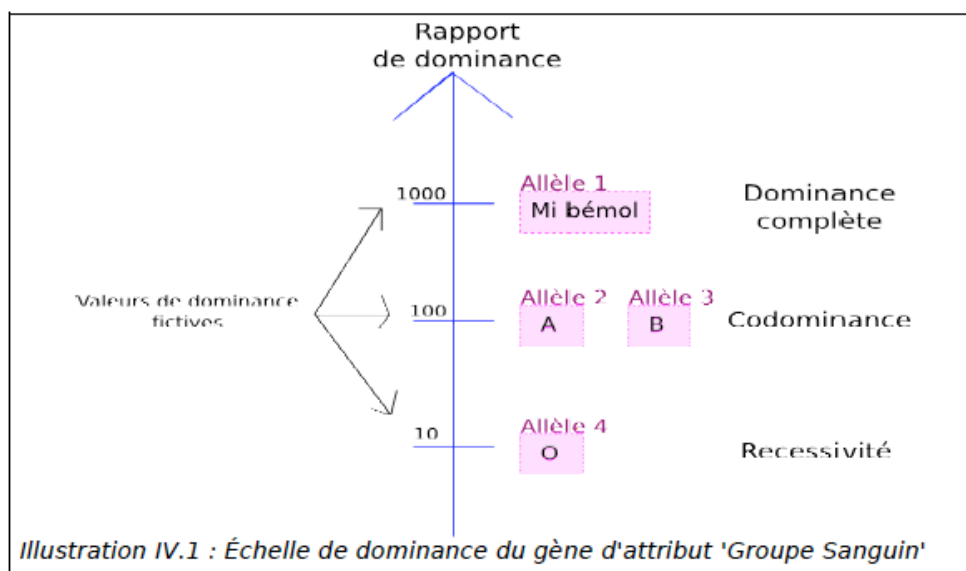 Rapport
de dominance
1000
Allèle 1
Mi bémol
Dominance
complète
Valeurs de dominance
fictives
100
Allèle 2
A
Allèle 3
B
Codominance
10
Allèle 4
O
Recessivité
Illustration IV.1 : Échelle de dominance du gène d'attribut 'Groupe Sanguin'